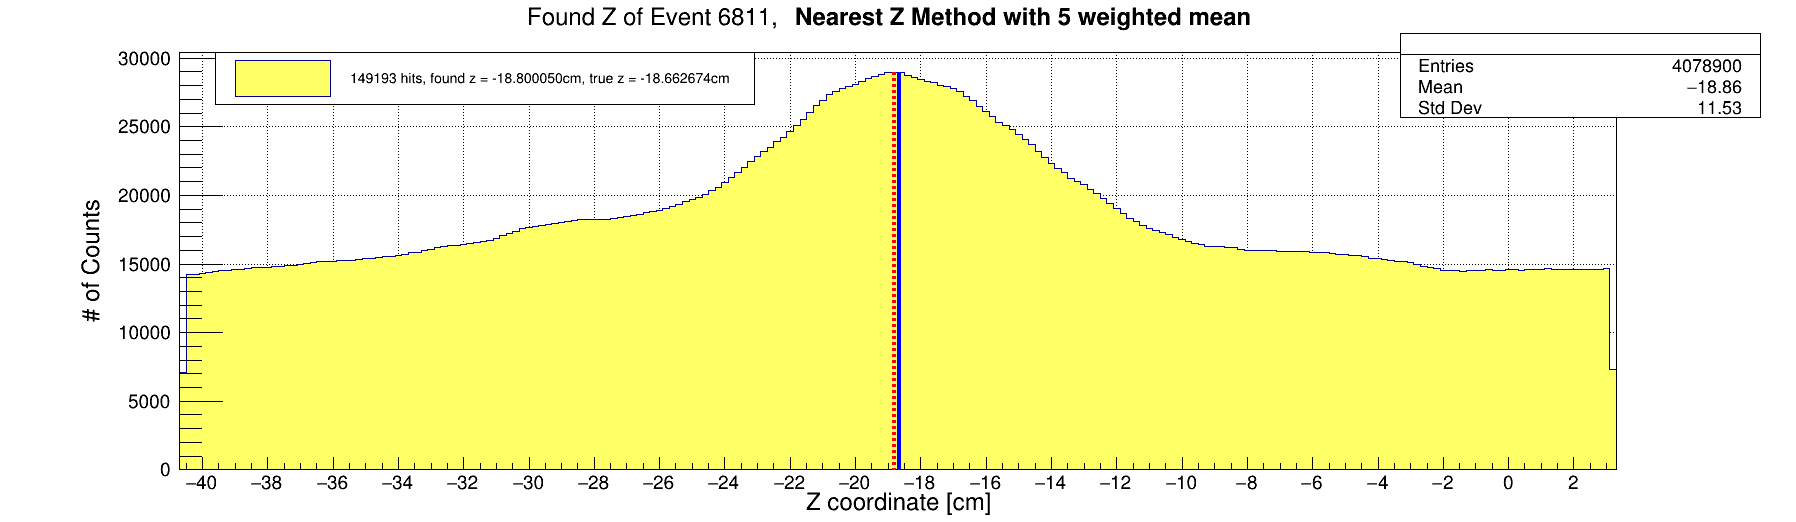 Found Z of Event 6811, Nearest Z Method with 5 weighted mean
149193 hits, found z = -18.800050cm, true z = -18.662674cm
Entries 4078900
Mean −18.86
Std Dev 11.53
# of Counts
30000
25000
20000
15000
10000
5000
0
−40 −38 −36 −34 −32 −30 −28 −26 −24 −22 −20 −18 −16 −14 −12 −10 −8 −6 −4 −2 0 2
Z coordinate [cm]